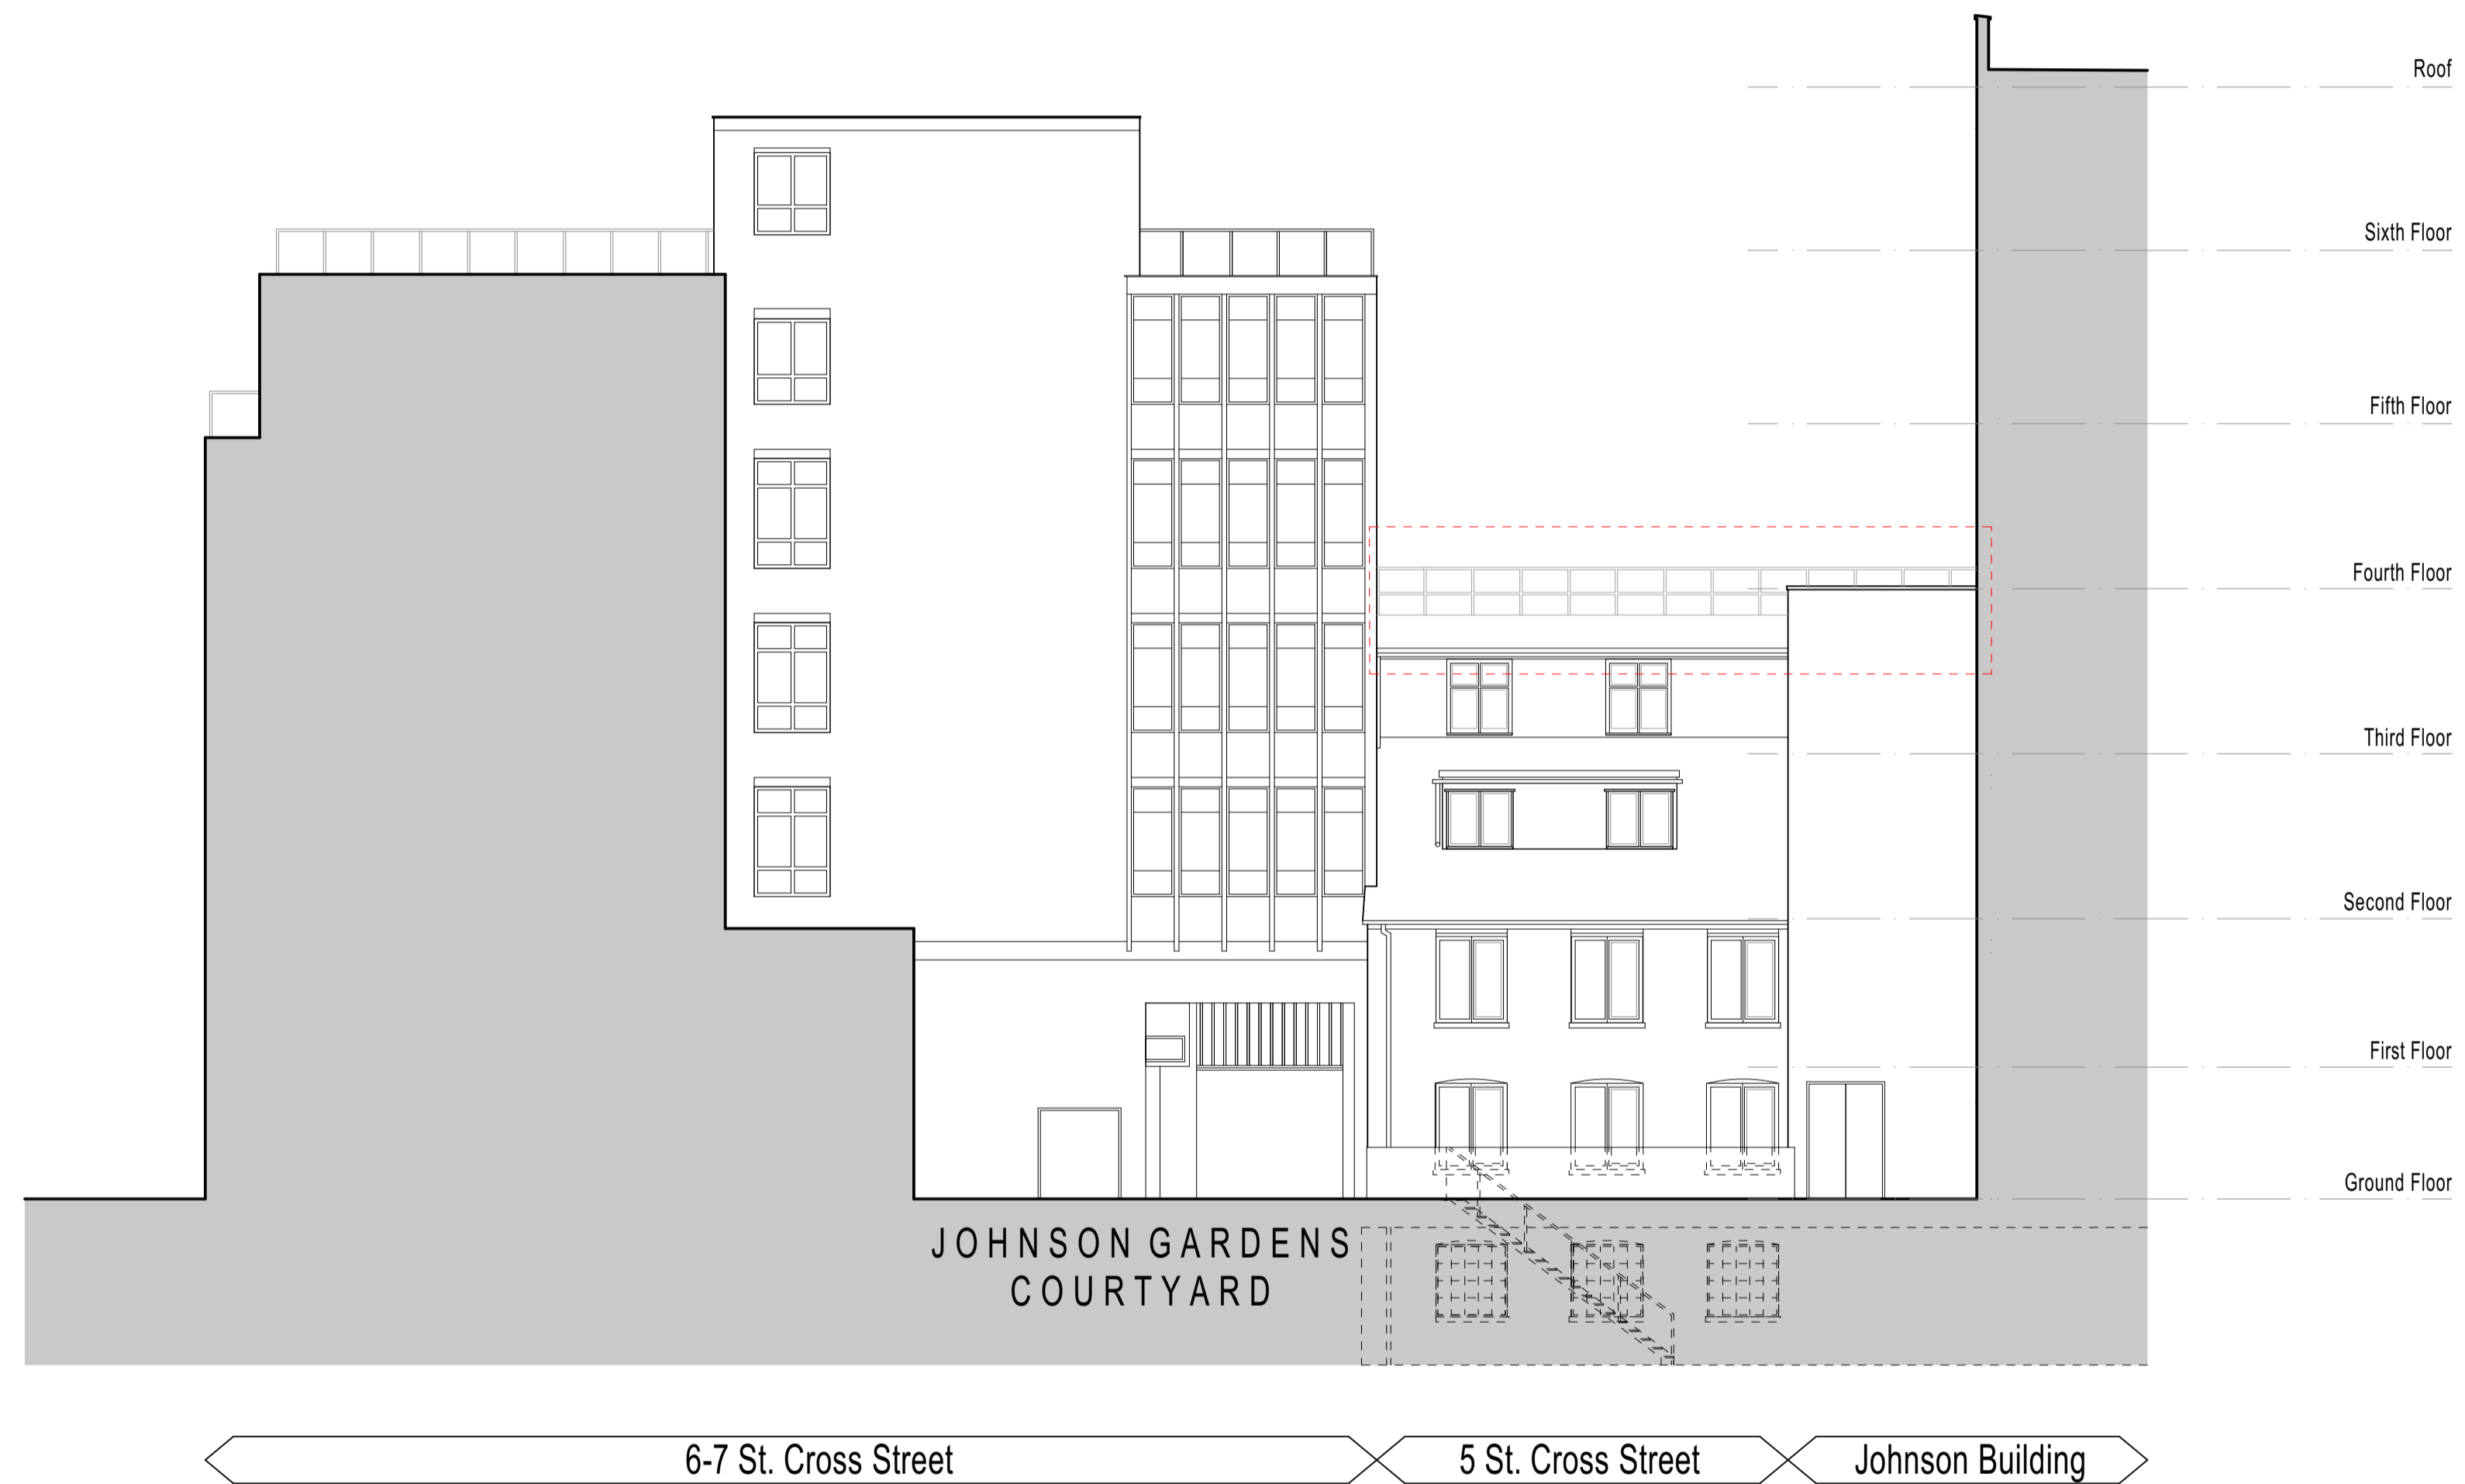 Roof
Sixth Floor
Fifth Floor
Fourth Floor
Third Floor
Second Floor
First Floor
Ground Floor
JOHNSON GARDENS
COURTYARD
6-7 St. Cross Street
5 St. Cross Street
Johnson Building